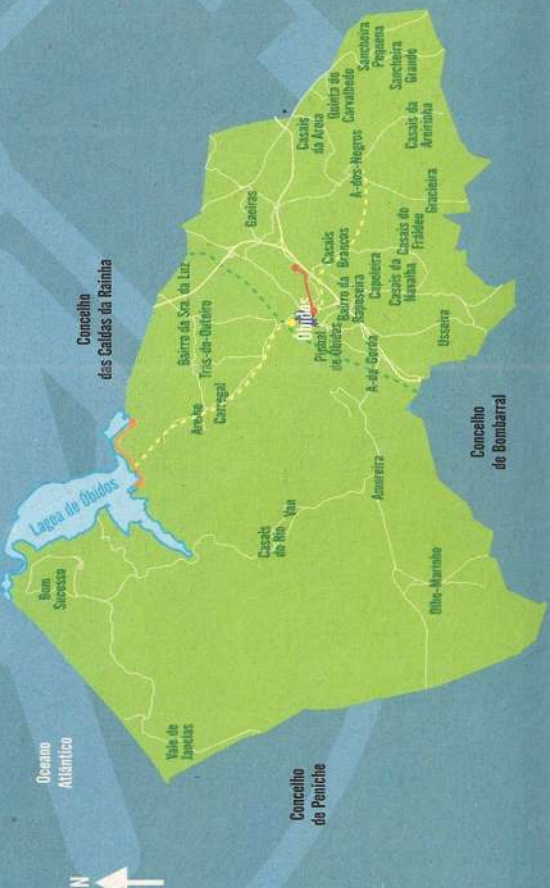 N
Oceano
Atlântico
Concelho
das Caldas da Rainha
Concelho
de Peniche
Concelho
de Bombarral
Lagoa de Óbidos
Bom
Sucesso
Vale de
Janelas
Olho-Marinho
Amoreira
Casais
do Rio
Vau
Arelho
Carregal
Trás-do-Outeiro
Bairro da Sra. da Luz
Gaeiras
Óbidos
Pinhal
de Óbidos
A-da-Gorda
Bairro da
Raposeira
Capeleira
Casais
Brancos
Casais da
Navalha
Casais do
Fraldeu
Usseira
Gracieira
A-dos-Negros
Casais
da Areia
Quinta do
Carvalhedo
Casais da
Areirinha
Sancheira
Pequena
Sancheira
Grande